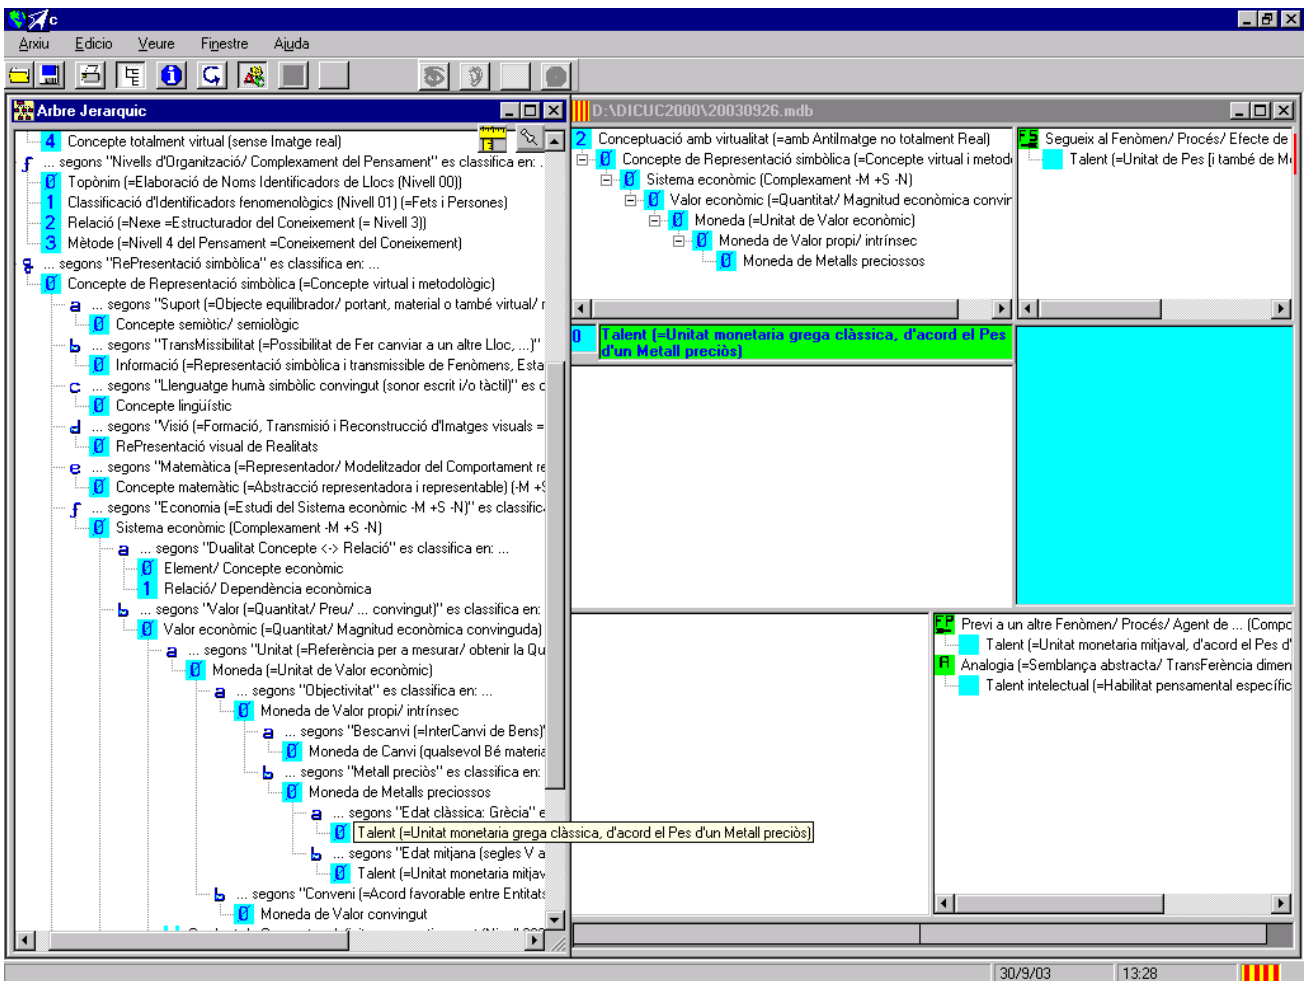 c
Arxiu Edicio Veure Finestre Ajuda
Arbre Jerarquic
4 Concepte totalment virtual (sense Imatge real)
f ... segons "Nivells d'Organització/ Complexament del Pensament" es classifica en: .
0 Topònim (=Elaboració de Noms Identificadors de Llocs (Nivell 00))
1 Classificació d'Identificadors fenomenològics (Nivell 01) (=Fets i Persones)
2 Relació (=Nexe =Estructurador del Coneixement (= Nivell 3))
3 Mètode (=Nivell 4 del Pensament =Coneixement del Coneixement)
g ... segons "RePresentació simbòlica" es classifica en: ...
0 Concepte de Representació simbòlica (=Concepte virtual i metodològic)
a ... segons "Suport (=Objecte equilibrador/ portant, material o també virtual/
0 Concepte semiòtic/ semiològic
b ... segons "TransMissibilitat (=Possibilitat de Fer canviar a un altre Lloc, ...)"
0 Informació (=Representació simbòlica i transmissible de Fenòmens, Esta
c ... segons "Llenguatge humà simbòlic convingut (sonor escrit i/o tàctil)" es c
0 Concepte lingüístic
d ... segons "Visió (=Formació, Transmisió i Reconstrucció d'Imatges visuals =
0 RePresentació visual de Realitats
e ... segons "Matemàtica (=Representador/ Modelitzador del Comportament re
0 Concepte matemàtic (=Abstracció representadora i representable) (-M +S
f ... segons "Economia (=Estudi del Sistema econòmic -M +S -N)" es classific
0 Sistema econòmic (Complexament -M +S -N)
a ... segons "Dualitat Concepte <-> Relació" es classifica en: ...
0 Element/ Concepte econòmic
1 Relació/ Dependència econòmica
b ... segons "Valor (=Quantitat/ Preu/ ... convingut)" es classifica en:
0 Valor econòmic (=Quantitat/ Magnitud econòmica convinguda)
a ... segons "Unitat (=Referència per a mesurar/ obtenir la Qu
0 Moneda (=Unitat de Valor econòmic)
a ... segons "Objectivitat" es classifica en: ...
0 Moneda de Valor propi/ intrínsec
a ... segons "Bescanvi (=InterCanvi de Bens)"
0 Moneda de Canvi (qualsevol Bé materia
b ... segons "Metall preciòs" es classifica en:
0 Moneda de Metalls preciossos
a ... segons "Edat clàssica: Grècia" e
0 Talent (=Unitat monetaria grega clàssica, d'acord el Pes d'un Metall preciòs)
b ... segons "Edat mitjana (segles V a
0 Talent (=Unitat monetaria mitjav
b ... segons "Conveni (=Acord favorable entre Entitats
0 Moneda de Valor convingut
D:\DICUC2000\20030926.mdb
2 Conceptuació amb virtualitat (=amb AntiImatge no totalment Real)
0 Concepte de Representació simbòlica (=Concepte virtual i metod
0 Sistema econòmic (Complexament -M +S -N)
0 Valor econòmic (=Quantitat/ Magnitud econòmica convin
0 Moneda (=Unitat de Valor econòmic)
0 Moneda de Valor propi/ intrínsec
0 Moneda de Metalls preciossos
FS Segueix al Fenòmen/ Procés/ Efecte de
Talent (=Unitat de Pes [i també de Mo
0 Talent (=Unitat monetaria grega clàssica, d'acord el Pes
d'un Metall preciòs)
FP Previ a un altre Fenòmen/ Procés/ Agent de ... (Compo
Talent (=Unitat monetaria mitjaval, d'acord el Pes d'
A Analogia (=Semblança abstracta/ TransFerència dimen
Talent intelectual (=Habilitat pensamental específic
30/9/03 13:28